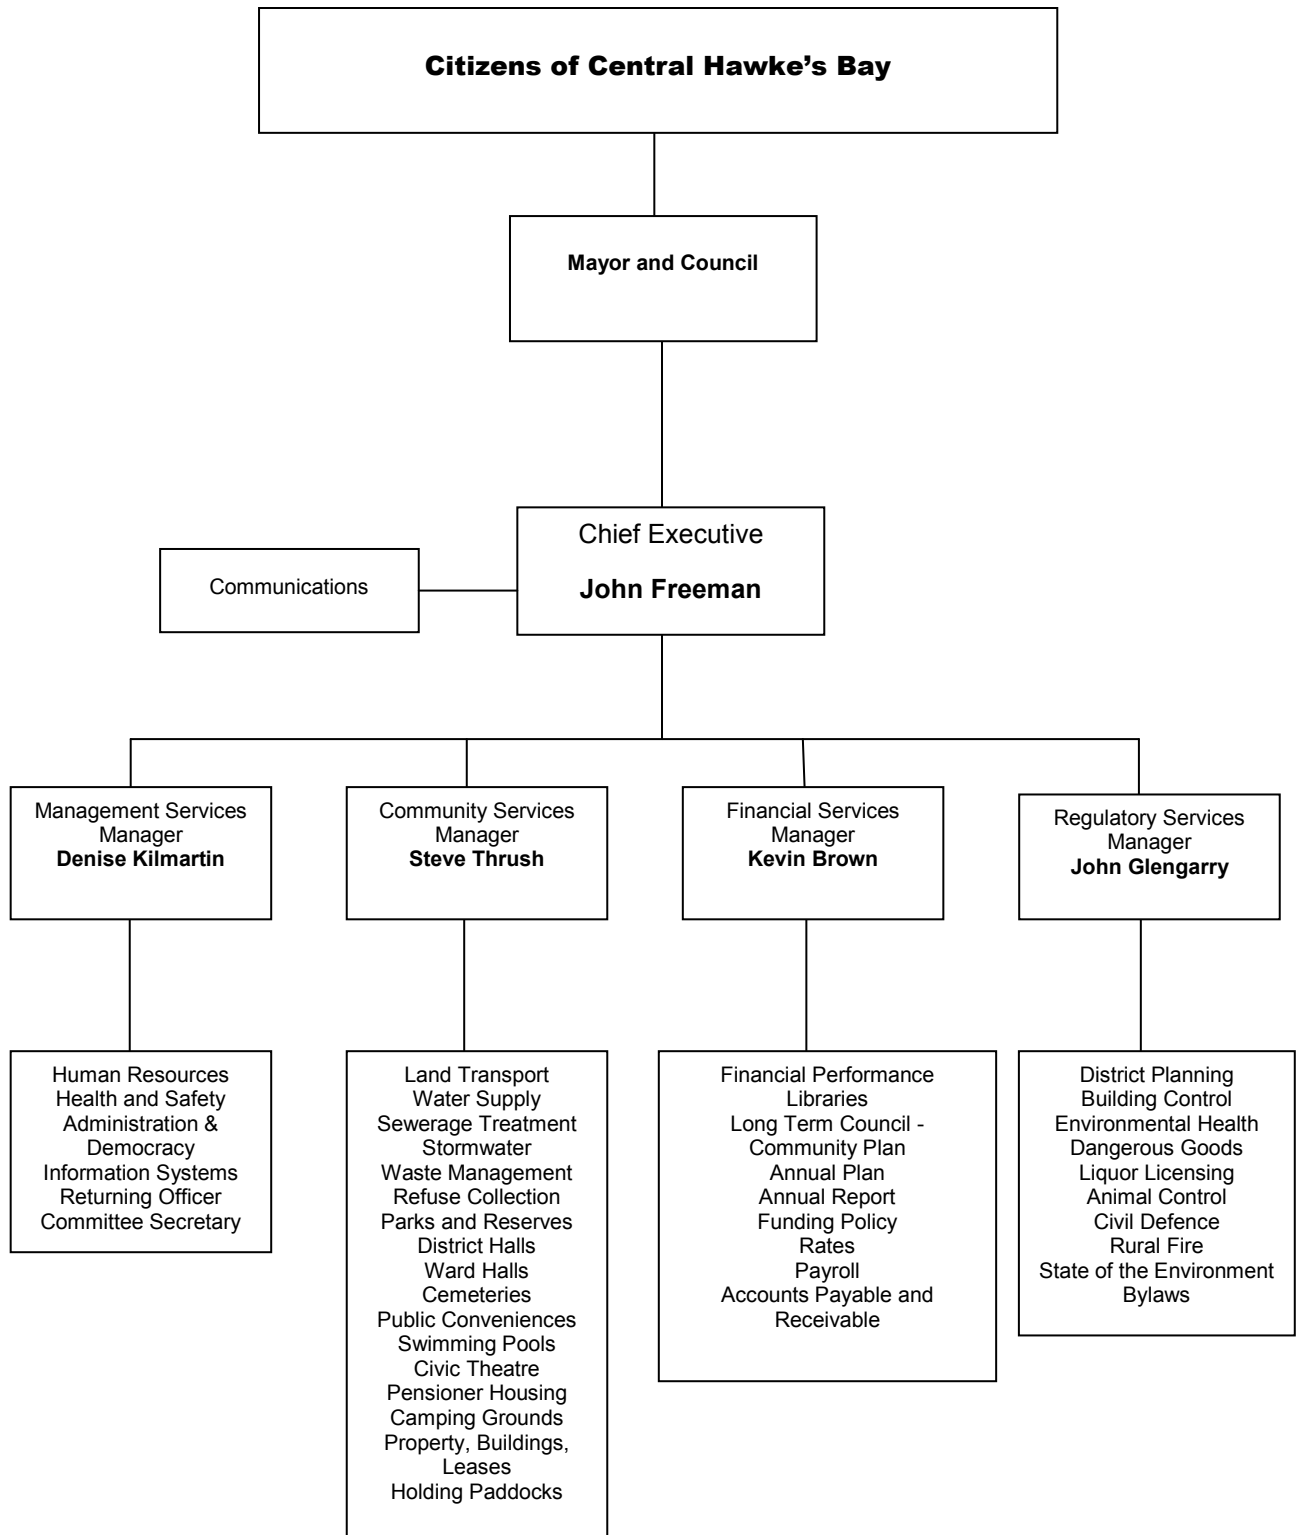 Citizens of Central Hawke's Bay
Mayor and Council
Chief Executive
John Freeman
Communications
Management Services
Manager
Denise Kilmartin
Community Services
Manager
Steve Thrush
Financial Services
Manager
Kevin Brown
Regulatory Services
Manager
John Glengarry
Human Resources
Health and Safety
Administration &
Democracy
Information Systems
Returning Officer
Committee Secretary
Land Transport
Water Supply
Sewerage Treatment
Stormwater
Waste Management
Refuse Collection
Parks and Reserves
District Halls
Ward Halls
Cemeteries
Public Conveniences
Swimming Pools
Civic Theatre
Pensioner Housing
Camping Grounds
Property, Buildings,
Leases
Holding Paddocks
Financial Performance
Libraries
Long Term Council -
Community Plan
Annual Plan
Annual Report
Funding Policy
Rates
Payroll
Accounts Payable and
Receivable
District Planning
Building Control
Environmental Health
Dangerous Goods
Liquor Licensing
Animal Control
Civil Defence
Rural Fire
State of the Environment
Bylaws